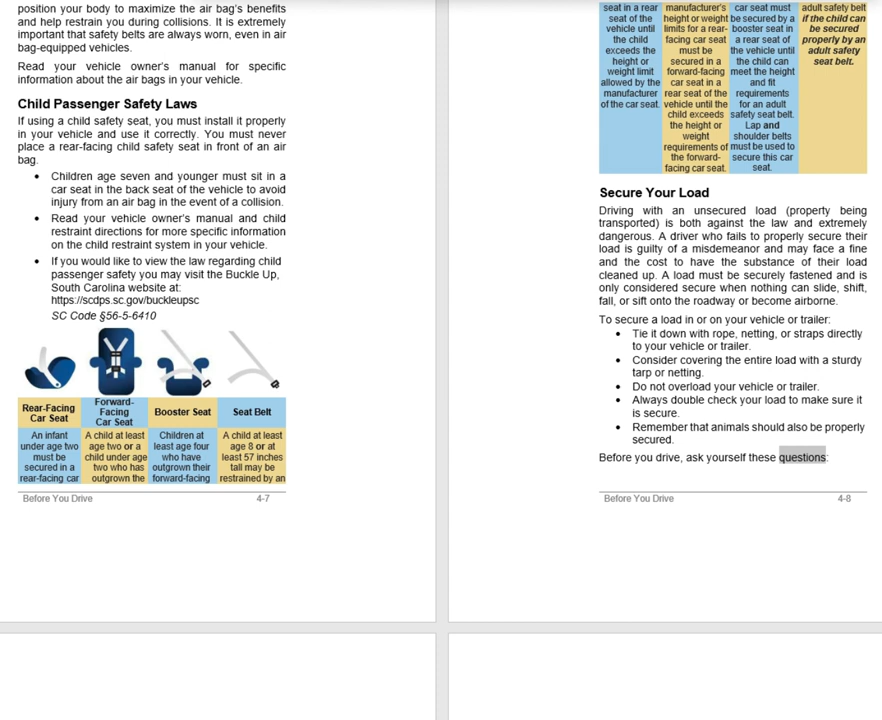 position your body to maximize the air bag's benefits
and help restrain you during collisions. It is extremely
important that safety belts are always worn, even in air
bag-equipped vehicles.
Read your vehicle owner's manual for specific
information about the air bags in your vehicle.
Child Passenger Safety Laws
If using a child safety seat, you must install it properly
in your vehicle and use it correctly. You must never
place a rear-facing child safety seat in front of an air
bag.
• Children age seven and younger must sit in a
car seat in the back seat of the vehicle to avoid
injury from an air bag in the event of a collision.
• Read your vehicle owner's manual and child
restraint directions for more specific information
on the child restraint system in your vehicle.
• If you would like to view the law regarding child
passenger safety you may visit the Buckle Up,
South Carolina website at:
https://scdps.sc.gov/buckleupsc
SC Code §56-5-6410
Rear-Facing
Car Seat
Forward-
Facing
Car Seat
Booster Seat
Seat Belt
An infant
under age two
must be
secured in a
rear-facing car
A child at least
age two or a
child under age
two who has
outgrown the
Children at
least age four
who have
outgrown their
forward-facing
A child at least
age 8 or at
least 57 inches
tall may be
restrained by an
Before You Drive 4-7
seat in a rear
seat of the
vehicle until
the child
exceeds the
height or
weight limit
allowed by the
manufacturer
of the car seat.
manufacturer's
height or weight
limits for a rear-
facing car seat
must be
secured in a
forward-facing
car seat in a
rear seat of the
vehicle until the
child exceeds
the height or
weight
requirements of
the forward-
facing car seat.
car seat must
be secured by a
booster seat in
a rear seat of
the vehicle until
the child can
meet the height
and fit
requirements
for an adult
safety seat belt.
Lap and
shoulder belts
must be used to
secure this car
seat.
adult safety belt
if the child can
be secured
properly by an
adult safety
seat belt.
Secure Your Load
Driving with an unsecured load (property being
transported) is both against the law and extremely
dangerous. A driver who fails to properly secure their
load is guilty of a misdemeanor and may face a fine
and the cost to have the substance of their load
cleaned up. A load must be securely fastened and is
only considered secure when nothing can slide, shift,
fall, or sift onto the roadway or become airborne.
To secure a load in or on your vehicle or trailer:
• Tie it down with rope, netting, or straps directly
to your vehicle or trailer.
• Consider covering the entire load with a sturdy
tarp or netting.
• Do not overload your vehicle or trailer.
• Always double check your load to make sure it
is secure.
• Remember that animals should also be properly
secured.
Before you drive, ask yourself these questions:
Before You Drive 4-8